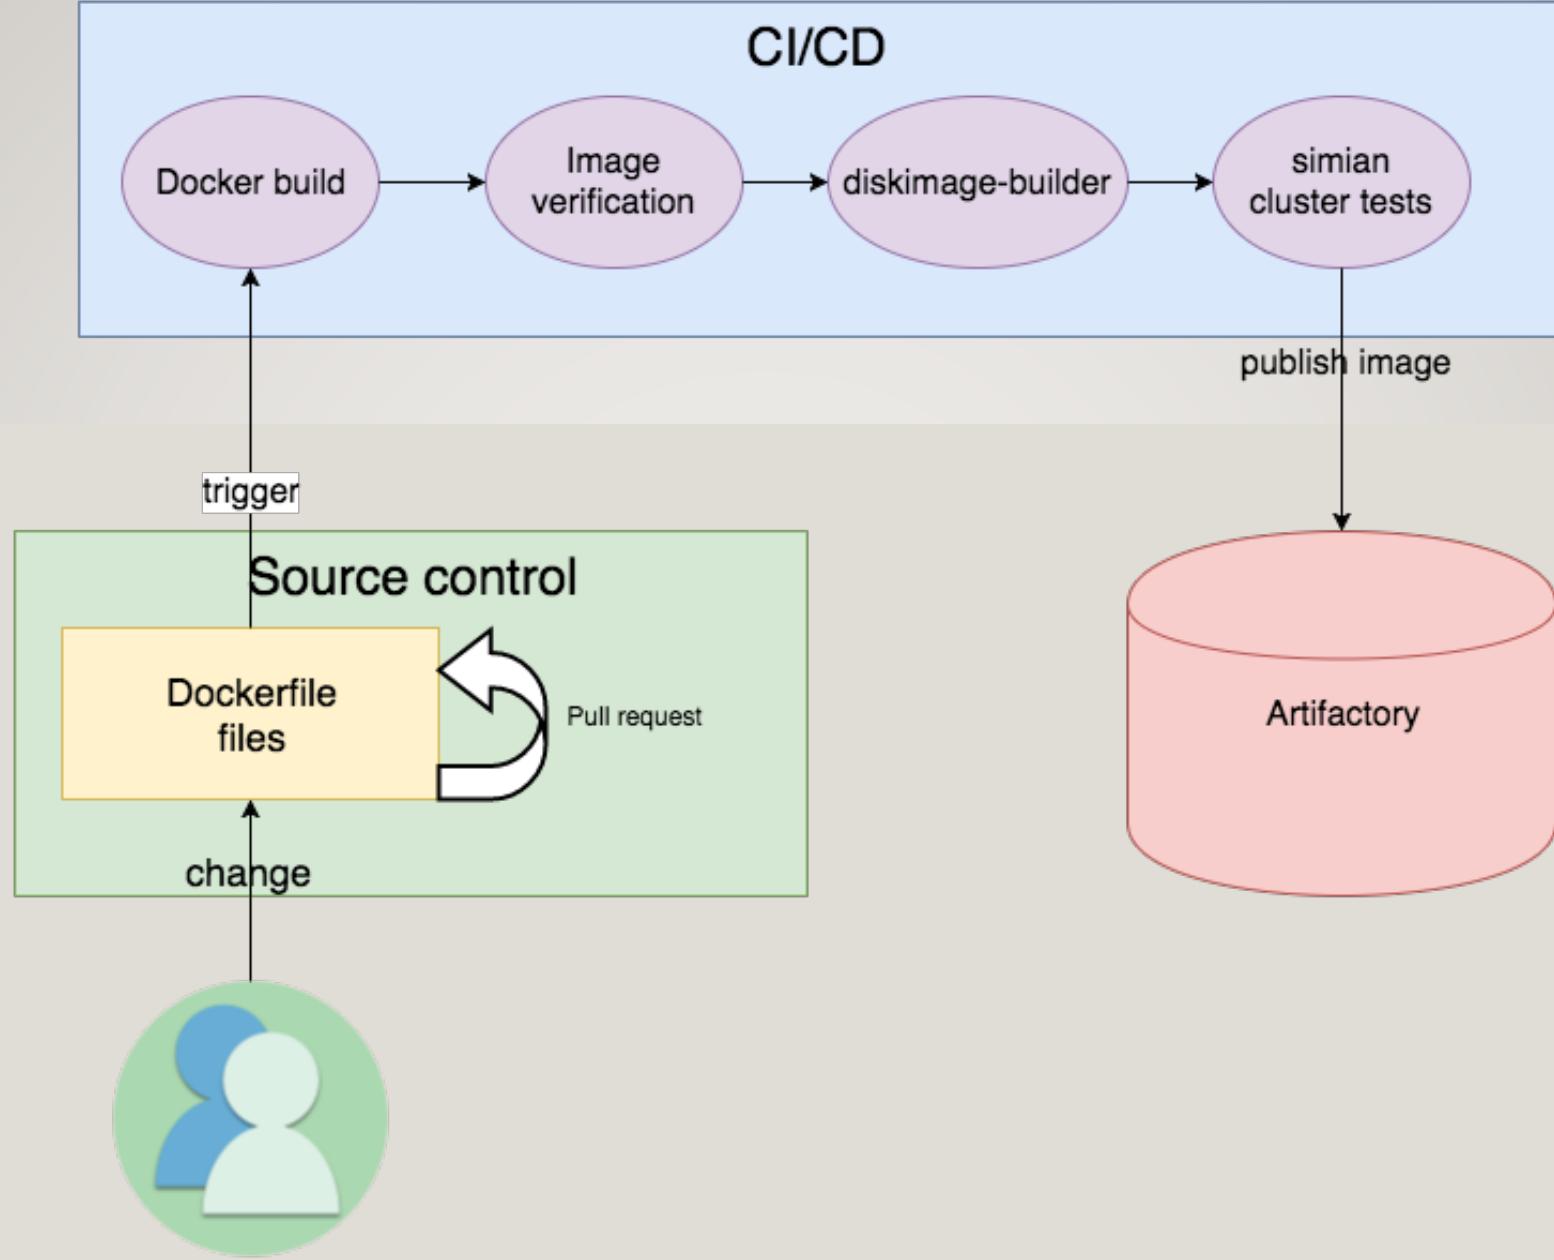 CI/CD
Docker build
Image
verification
diskimage-builder
simian
cluster tests
publish image
trigger
Source control
Dockerfile
files
Pull request
Artifactory
change